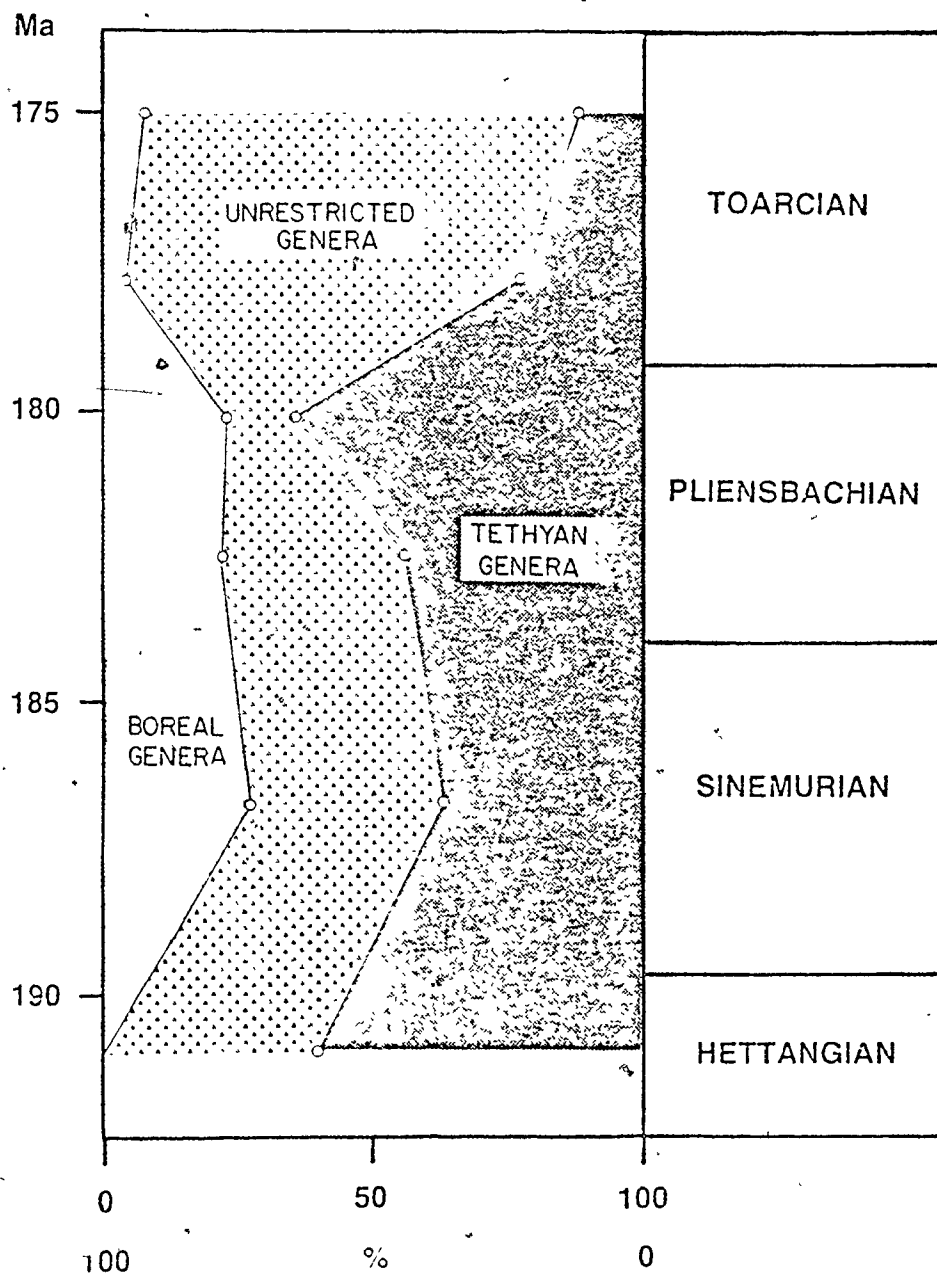 Ma
175
TOARCIAN
UNRESTRICTED
GENERA
180
PLIENSBACHIAN
TETHYAN
GENERA
185
BOREAL
GENERA
SINEMURIAN
190
HETTANGIAN
0 50 100
100 % 0